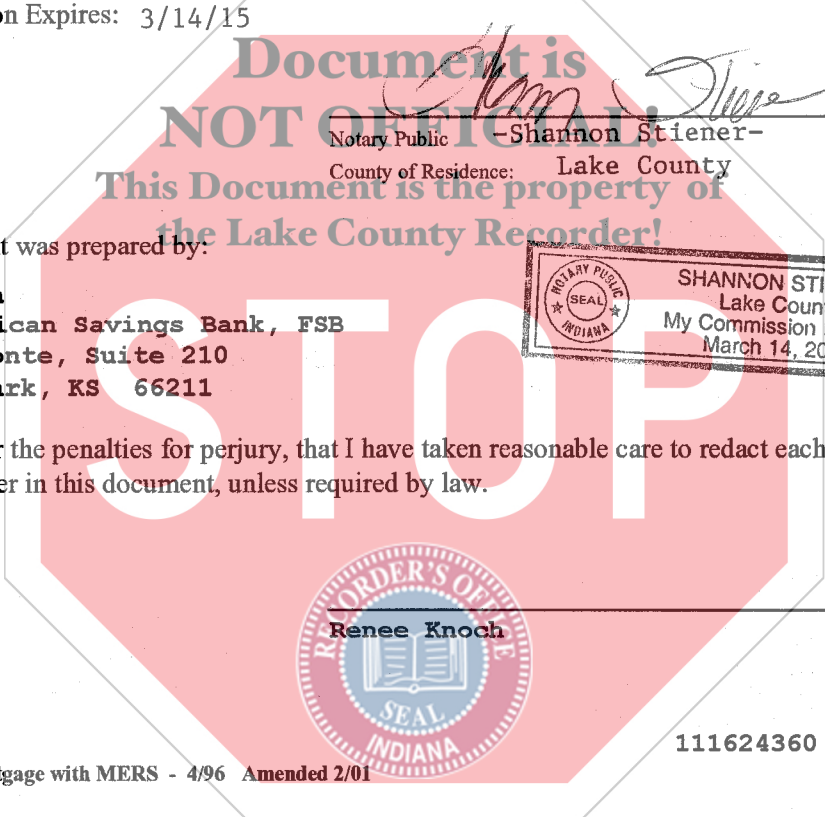 on Expires: 3/14/15
Document is
NOT OFFICIAL!
Notary Public -Shannon Stiener-
County of Residence: Lake County
This Document is the property of
the Lake County Recorder!
t was prepared by:
ican Savings Bank, FSB
onte, Suite 210
rk, KS 66211
NOTARY PUBLIC
SEAL
INDIANA
SHANNON STI
Lake Coun
My Commission
March 14, 20
STOP
r the penalties for perjury, that I have taken reasonable care to redact each
er in this document, unless required by law.
Renee Knoch
RECORDER'S OFFICE
SEAL
INDIANA
111624360
tgage with MERS - 4/96 Amended 2/01